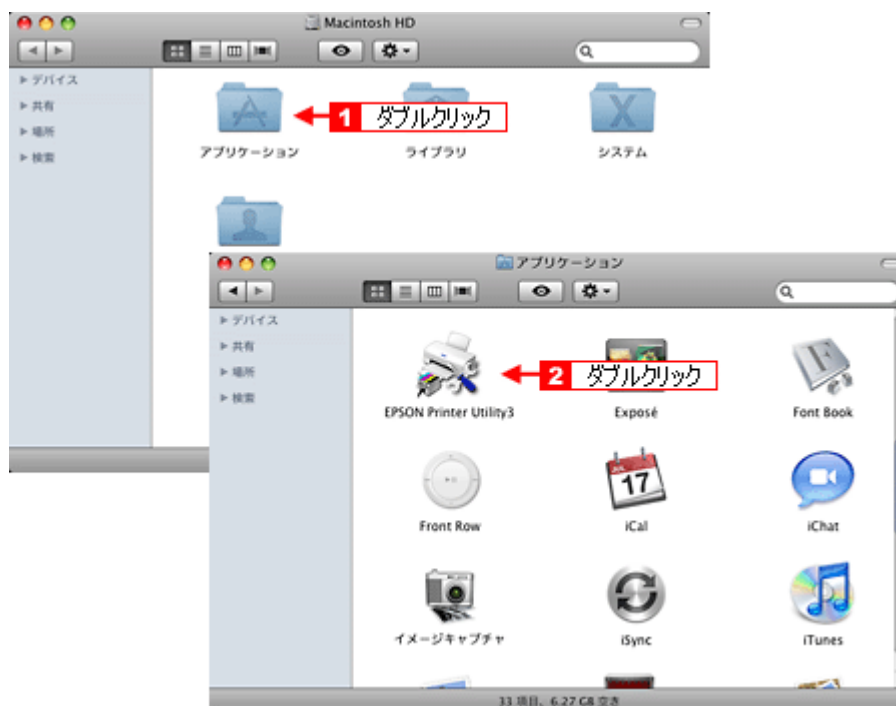 Macintosh HD
デバイス
共有
場所
検索
1 ダブルクリック
アプリケーション
ライブラリ
システム
アプリケーション
デバイス
共有
場所
検索
2 ダブルクリック
EPSON Printer Utility3
Exposé
Font Book
17
Front Row
iCal
iChat
イメージキャプチャ
iSync
iTunes
33 項目、6.27 GB 空き